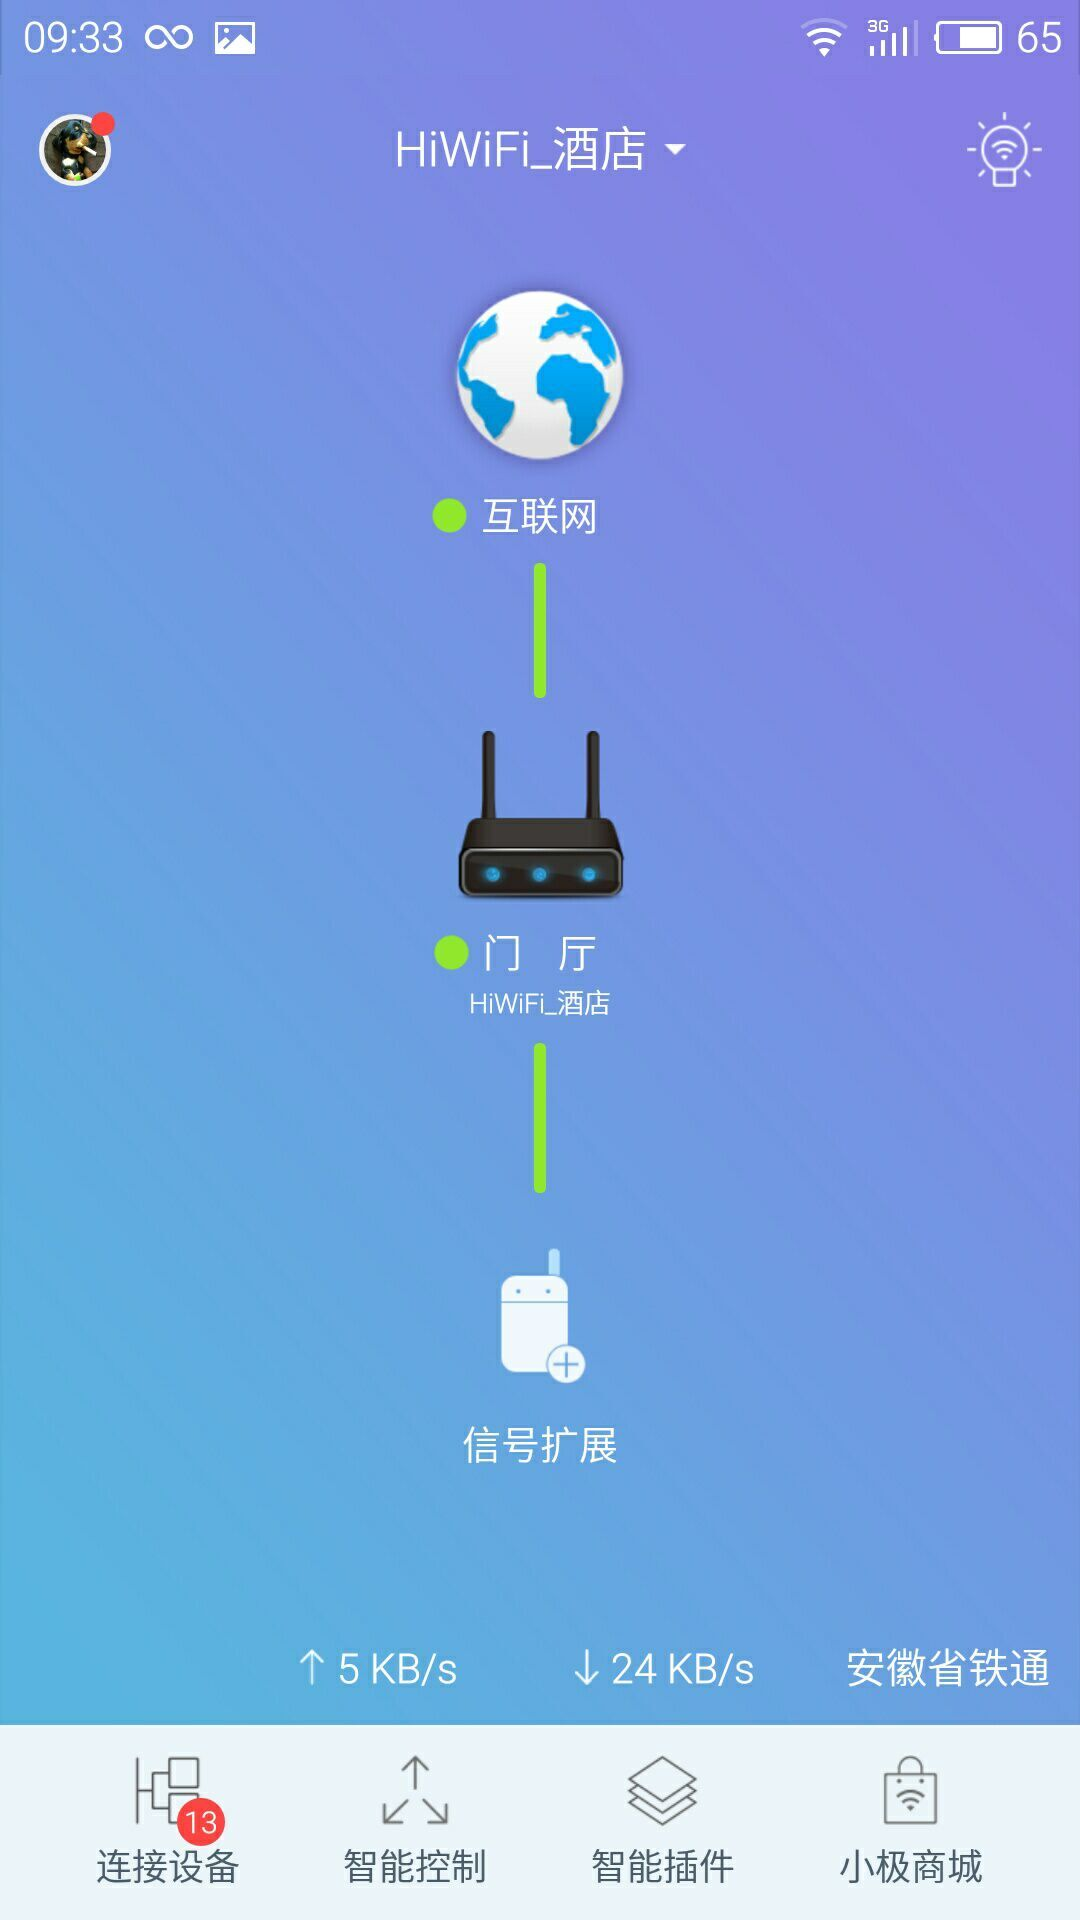 09:33 3G 65
HiWiFi_酒店
互联网
门 厅
HiWiFi_酒店
信号扩展
↑ 5 KB/s ↓ 24 KB/s 安徽省铁通
13
连接设备 智能控制 智能插件 小极商城